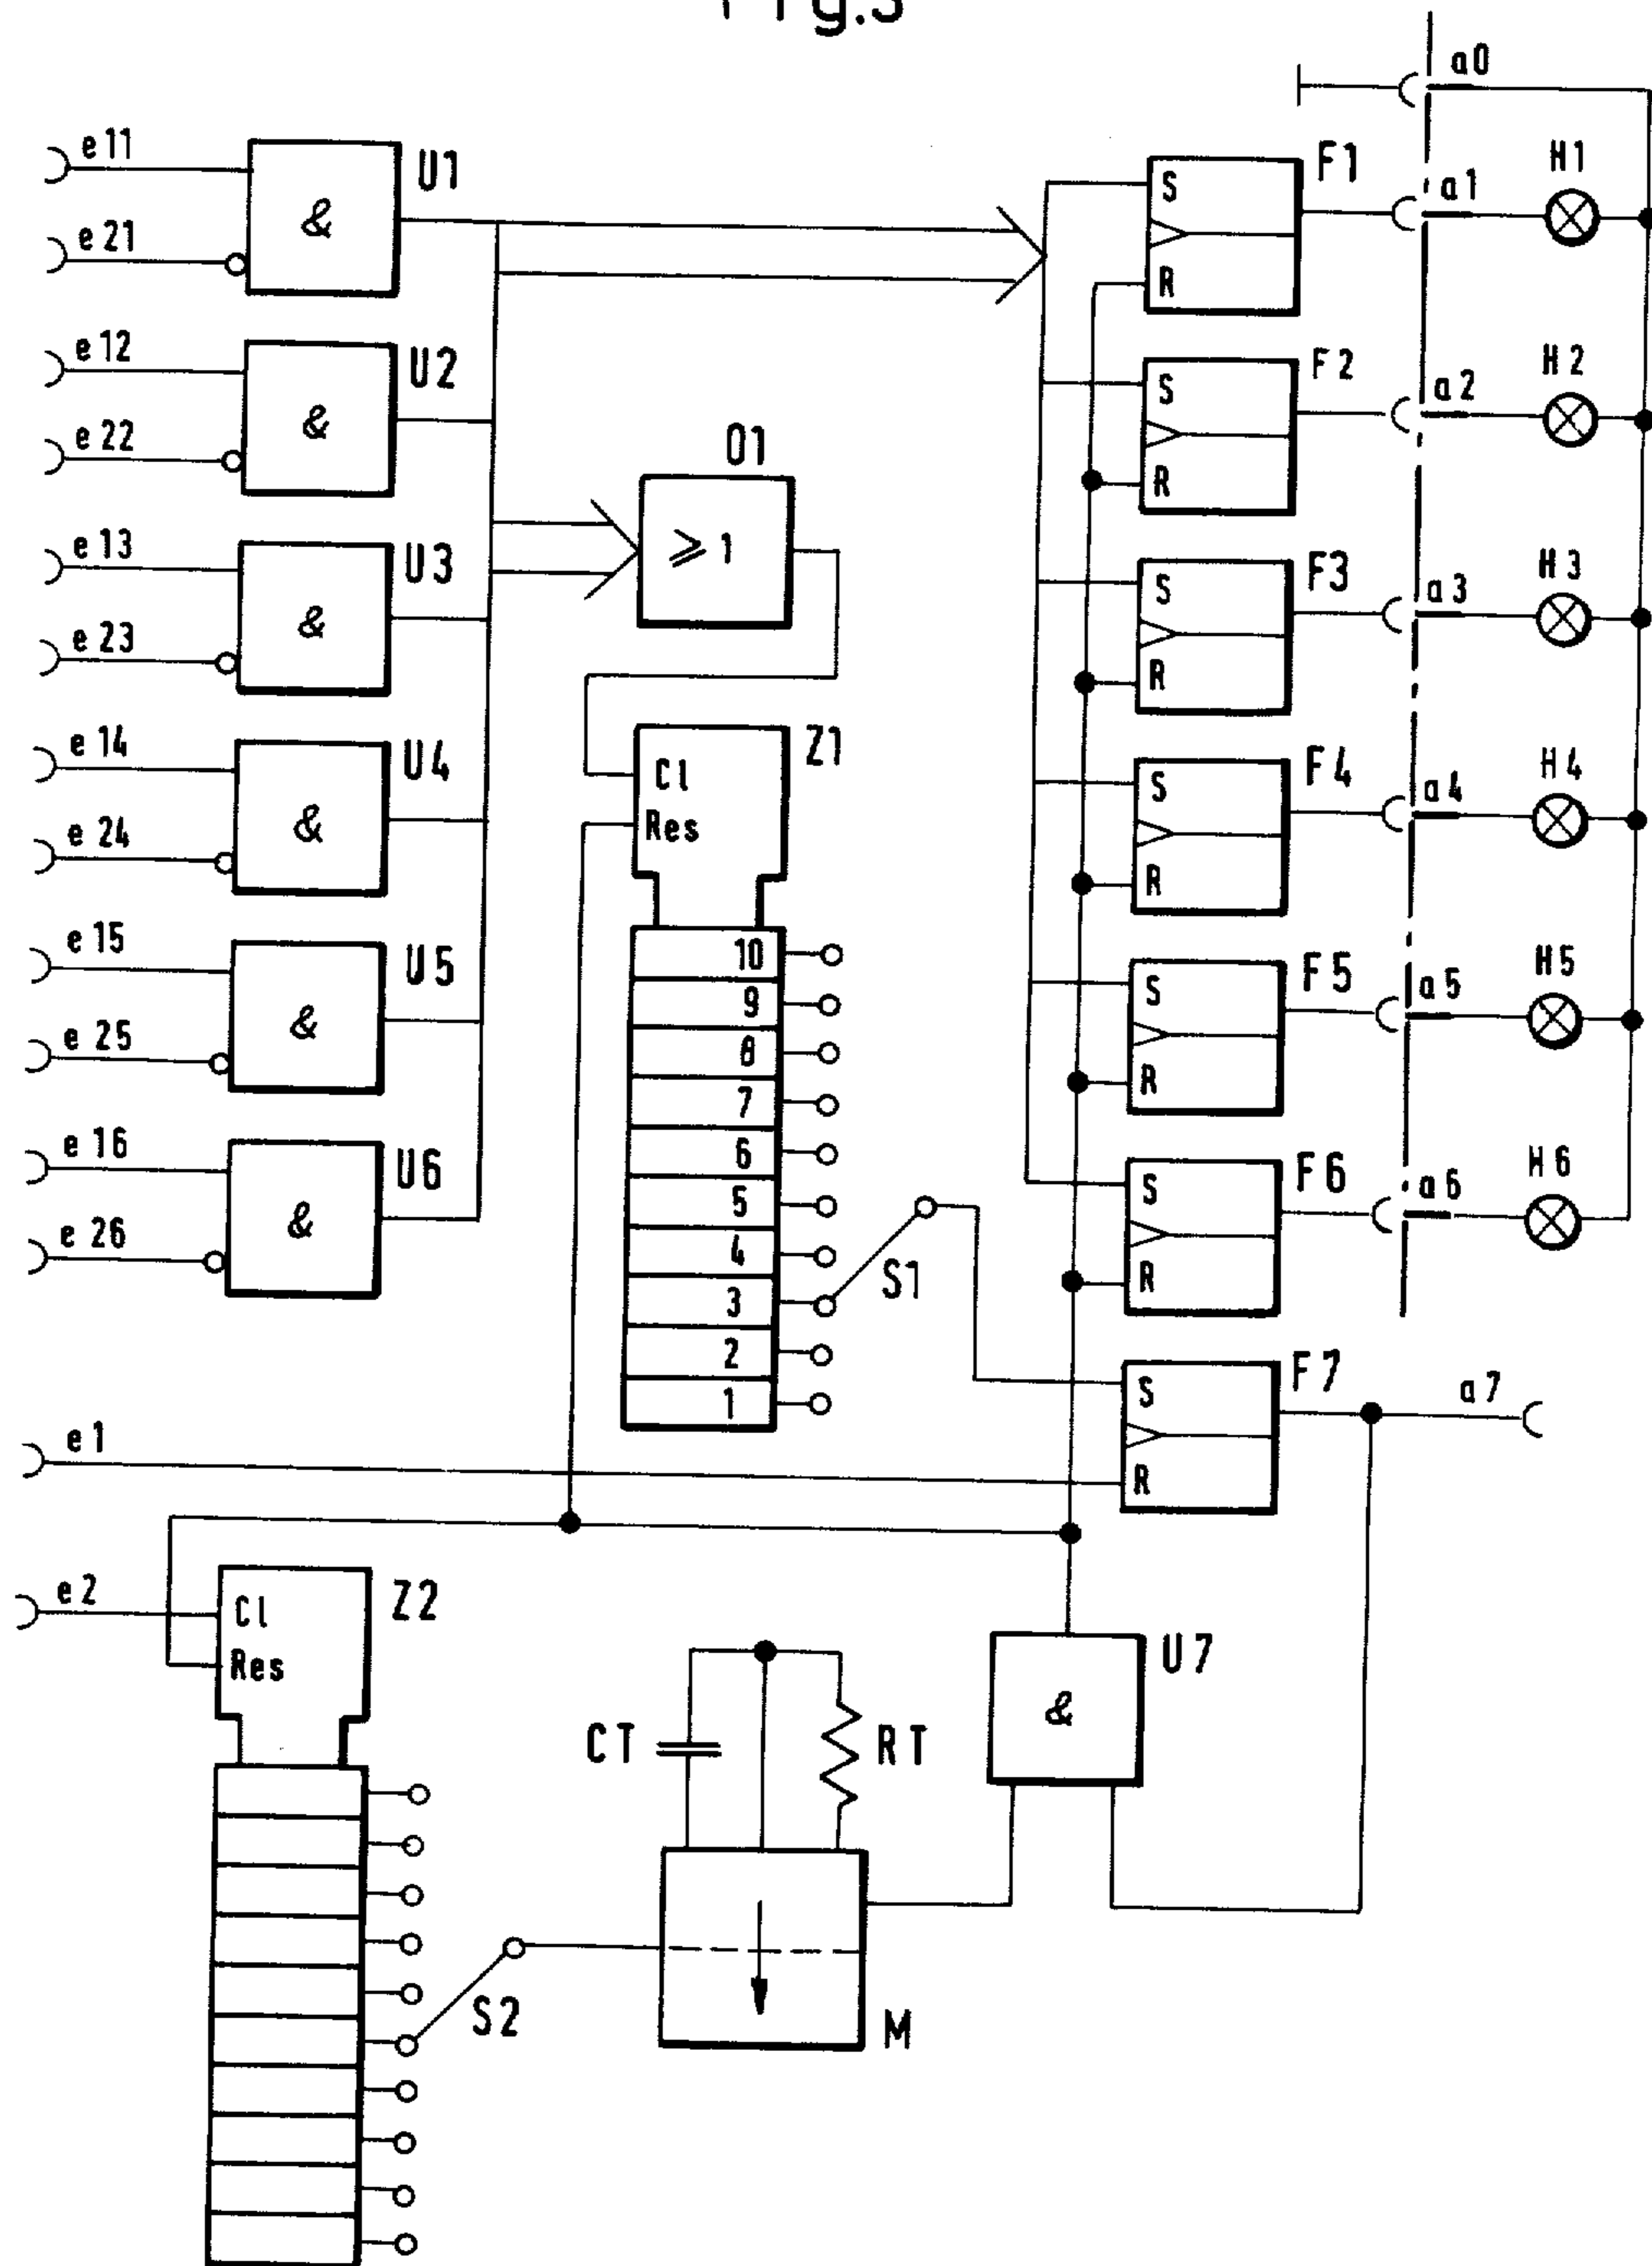 Fig.3
a0
e11
U1
&
e21
F1
S
R
a1
H1
e12
U2
&
e22
F2
S
R
a2
H2
O1
≥1
e13
U3
&
e23
F3
S
R
a3
H3
e14
U4
&
e24
Z1
Cl
Res
F4
S
R
a4
H4
e15
U5
&
e25
10
9
8
7
6
5
4
3
2
1
S1
F5
S
R
a5
H5
e16
U6
&
e26
F6
S
R
a6
H6
F7
S
R
a7
e1
e2
Z2
Cl
Res
U7
&
CT
RT
S2
M